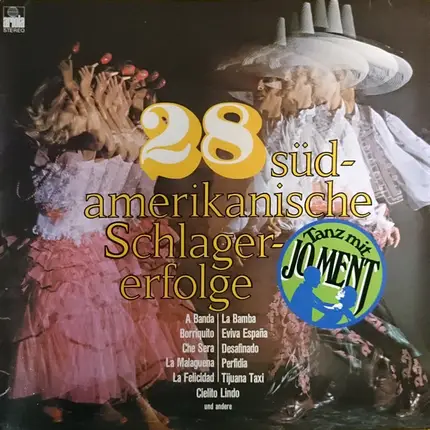 ariola
STEREO
28
süd-
amerikanische
Schlager-
erfolge
Tanz mit
JO MENT
A Banda
La Bamba
Borriquito
Eviva España
Che Sera
Desafinado
La Malaguena
Perfidia
La Felicidad
Tijuana Taxi
Cielito Lindo
und andere